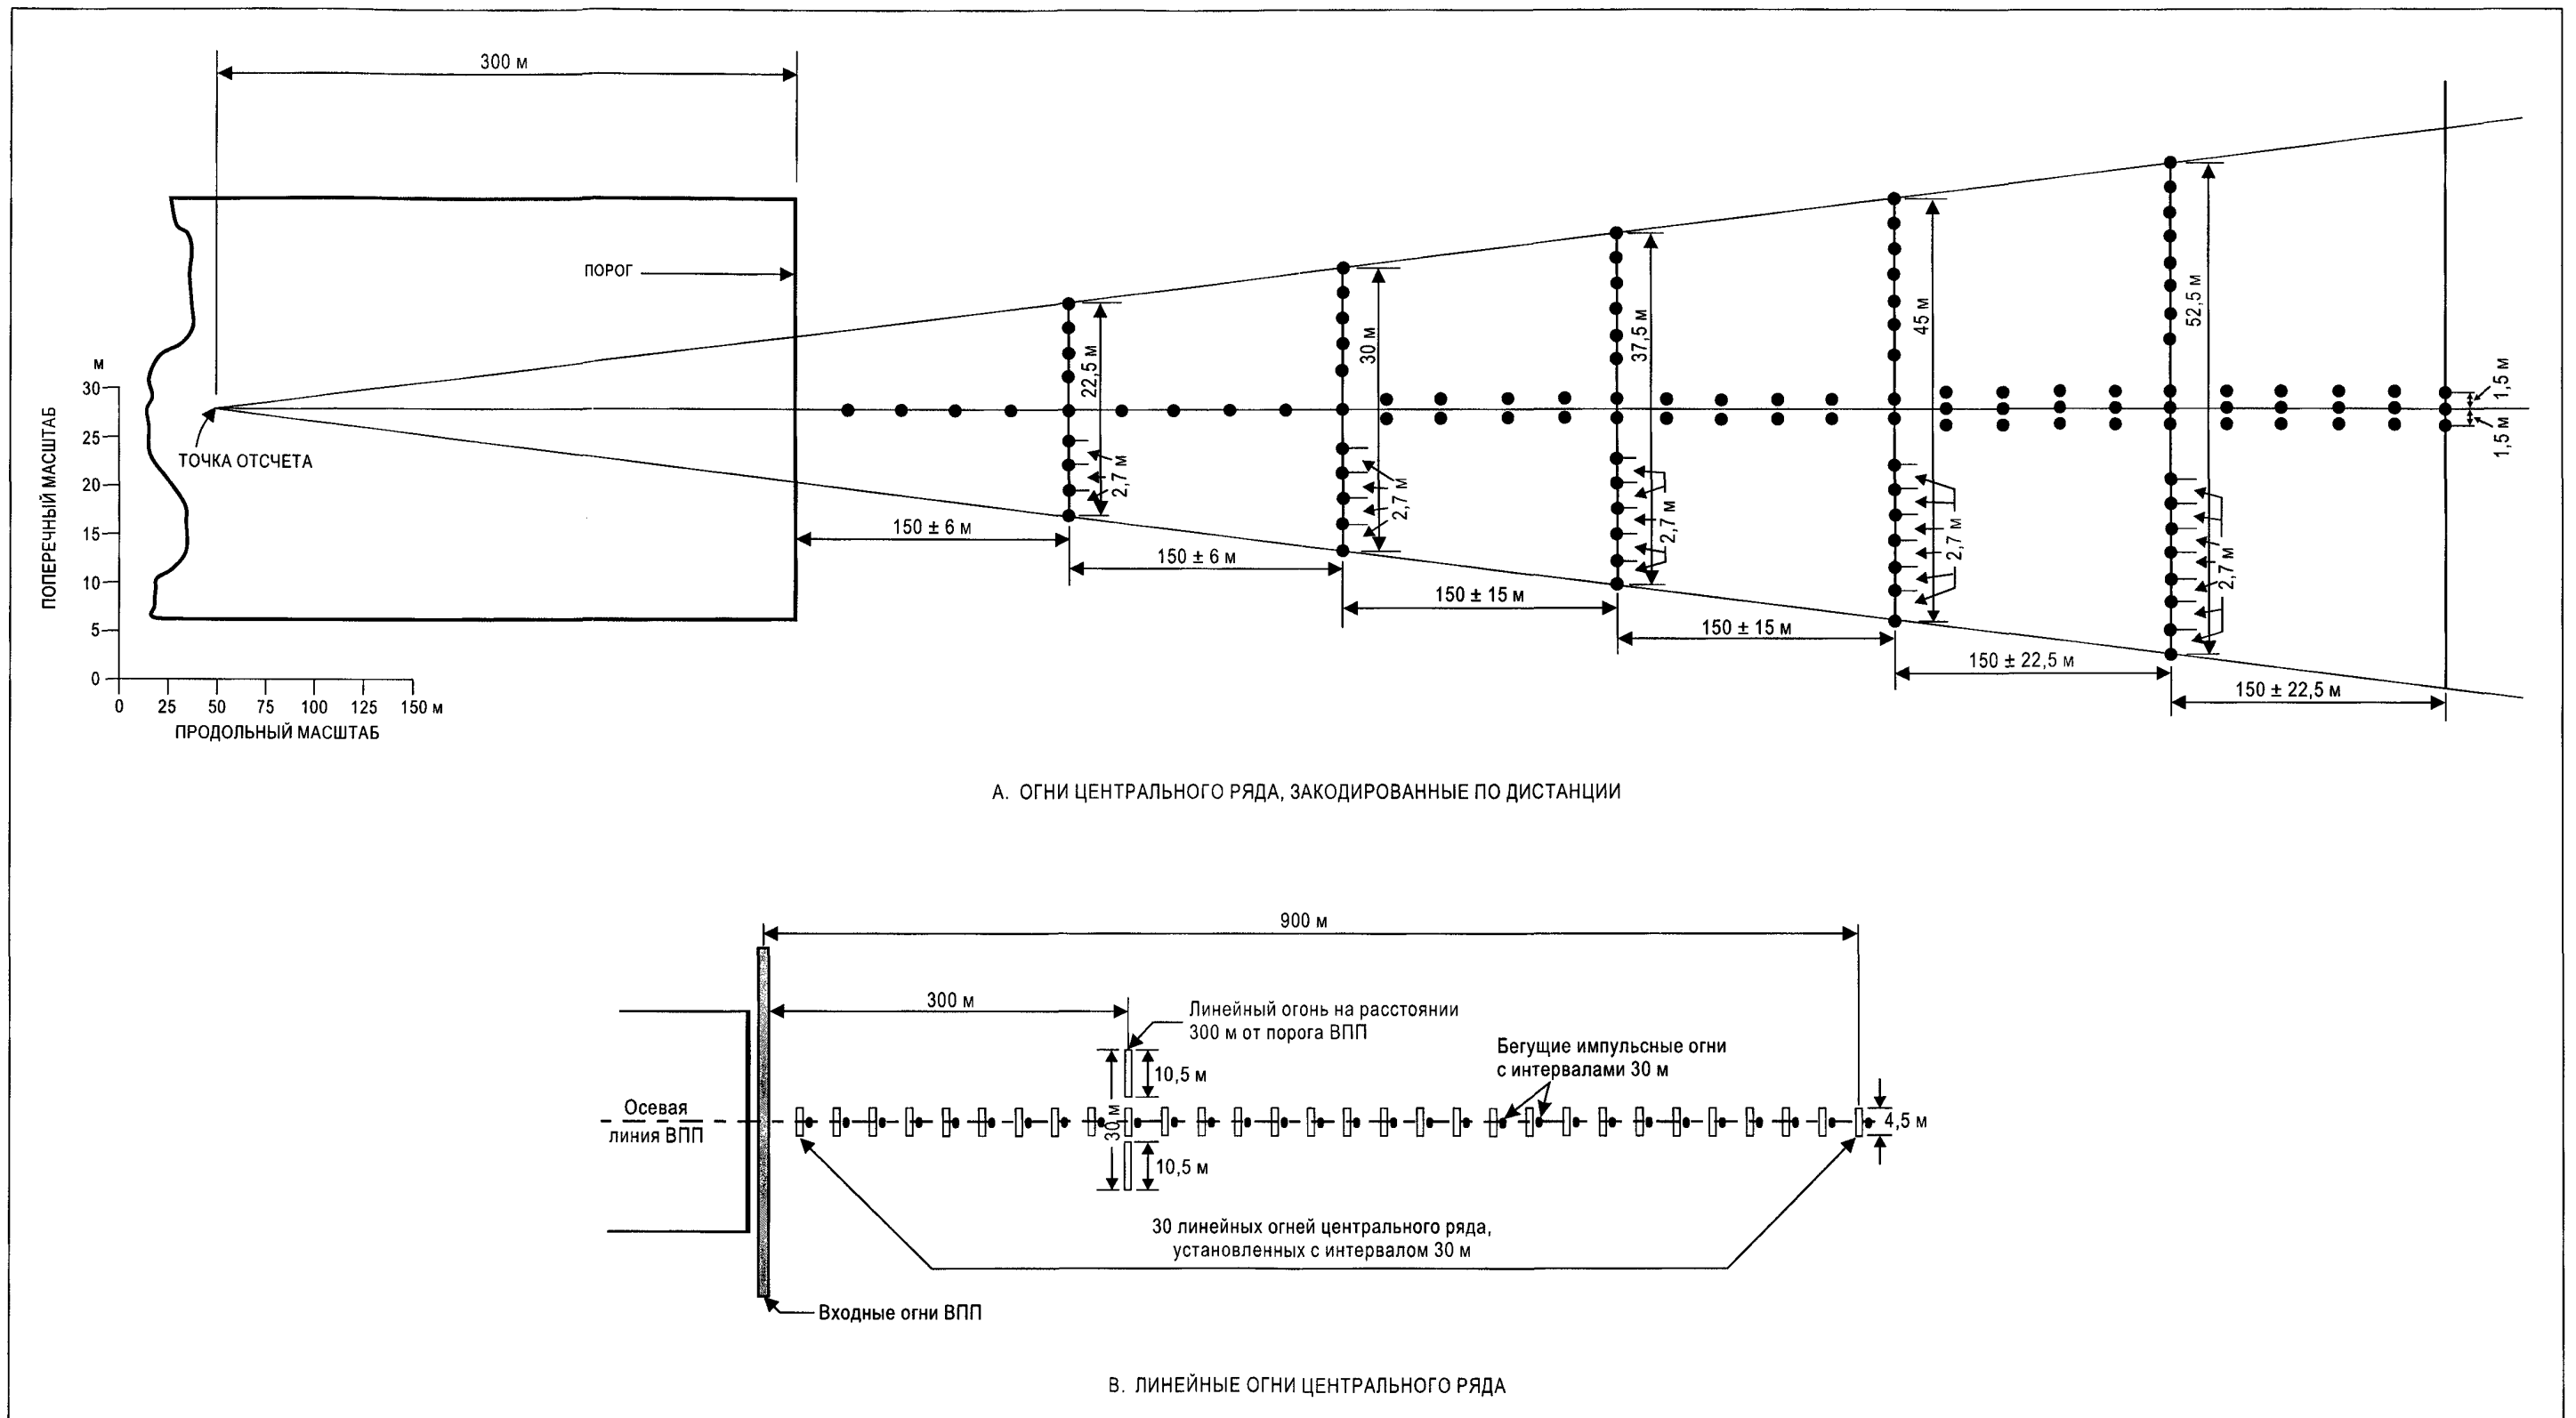 300 м
ПОРОГ
ТОЧКА ОТСЧЕТА
м
30
25
20
15
10
5
0
ПОПЕРЕЧНЫЙ МАСШТАБ
0 25 50 75 100 125 150 м
ПРОДОЛЬНЫЙ МАСШТАБ
22,5 м
2,7 м
30 м
2,7 м
37,5 м
2,7 м
45 м
2,7 м
52,5 м
2,7 м
1,5 м
1,5 м
150 ± 6 м
150 ± 6 м
150 ± 15 м
150 ± 15 м
150 ± 22,5 м
150 ± 22,5 м
А. ОГНИ ЦЕНТРАЛЬНОГО РЯДА, ЗАКОДИРОВАННЫЕ ПО ДИСТАНЦИИ
900 м
300 м
Линейный огонь на расстоянии
300 м от порога ВПП
Бегущие импульсные огни
с интервалами 30 м
10,5 м
30 м
10,5 м
Осевая
линия ВПП
4,5 м
30 линейных огней центрального ряда,
установленных с интервалом 30 м
Входные огни ВПП
В. ЛИНЕЙНЫЕ ОГНИ ЦЕНТРАЛЬНОГО РЯДА